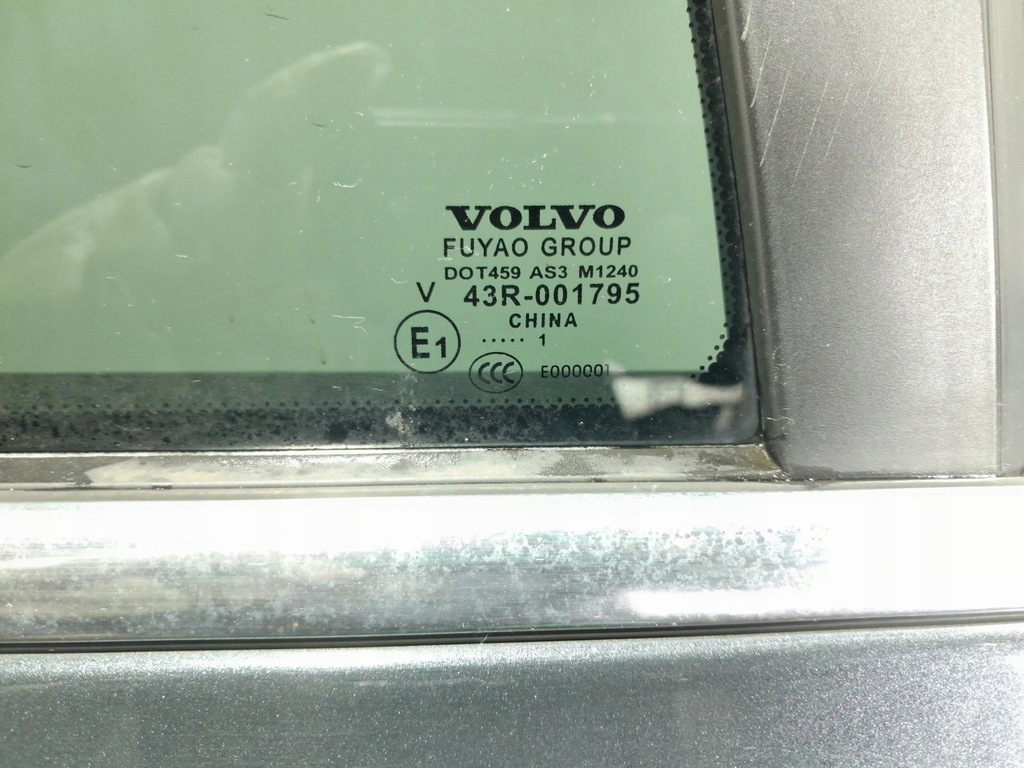 VOLVO
FUYAO GROUP
DOT459 AS3 M1240
V 43R-001795
CHINA
E1 ..... 1
CCC E000001